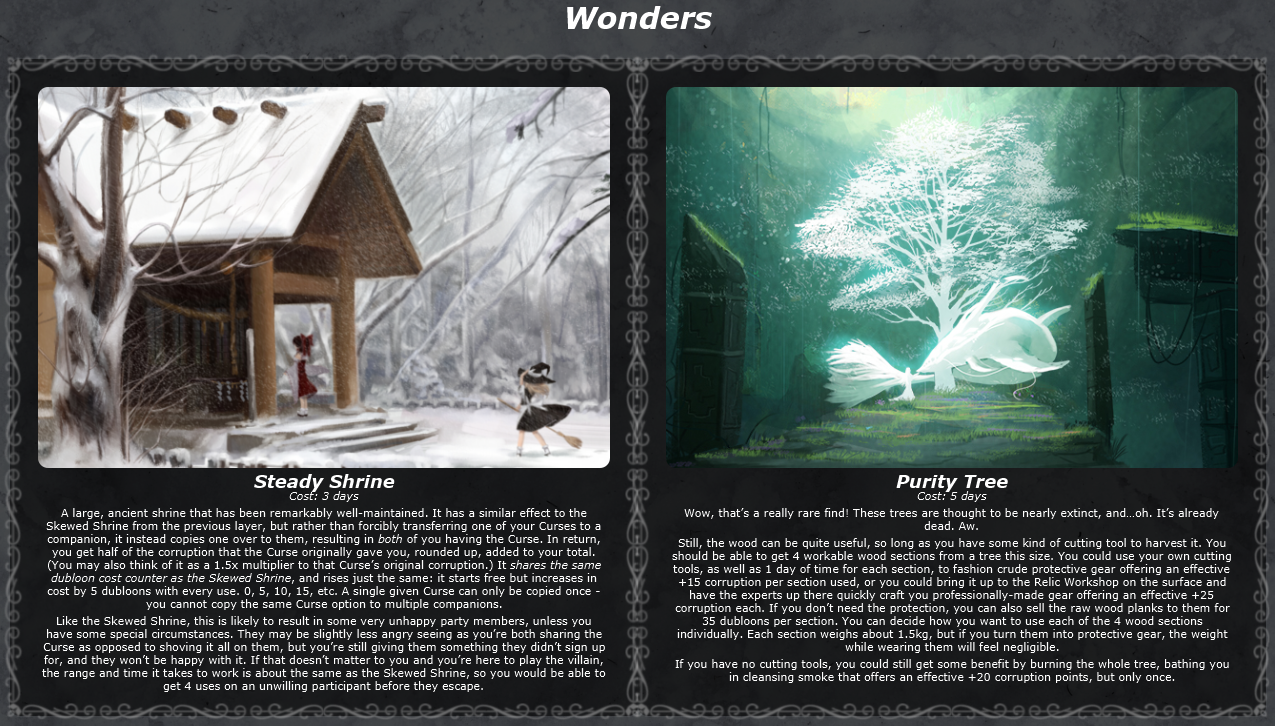 Wonders
Steady Shrine
Cost: 3 days
A large, ancient shrine that has been remarkably well-maintained. It has a similar effect to the
Skewed Shrine from the previous layer, but rather than forcibly transferring one of your Curses to a
companion, it instead copies one over to them, resulting in both of you having the Curse. In return,
you get half of the corruption that the Curse originally gave you, rounded up, added to your total.
(You may also think of it as a 1.5x multiplier to that Curse’s original corruption.) It shares the same
dubloon cost counter as the Skewed Shrine, and rises just the same: it starts free but increases in
cost by 5 dubloons with every use. 0, 5, 10, 15, etc. A single given Curse can only be copied once -
you cannot copy the same Curse option to multiple companions.
Like the Skewed Shrine, this is likely to result in some very unhappy party members, unless you
have some special circumstances. They may be slightly less angry seeing as you’re both sharing the
Curse as opposed to shoving it all on them, but you’re still giving them something they didn’t sign up
for, and they won’t be happy with it. If that doesn’t matter to you and you’re here to play the villain,
the range and time it takes to work is about the same as the Skewed Shrine, so you would be able to
get 4 uses on an unwilling participant before they escape.
Purity Tree
Cost: 5 days
Wow, that’s a really rare find! These trees are thought to be nearly extinct, and…oh. It’s already
dead. Aw.
Still, the wood can be quite useful, so long as you have some kind of cutting tool to harvest it. You
should be able to get 4 workable wood sections from a tree this size. You could use your own cutting
tools, as well as 1 day of time for each section, to fashion crude protective gear offering an effective
+15 corruption per section used, or you could bring it up to the Relic Workshop on the surface and
have the experts up there quickly craft you professionally-made gear offering an effective +25
corruption each. If you don’t need the protection, you can also sell the raw wood planks to them for
35 dubloons per section. You can decide how you want to use each of the 4 wood sections
individually. Each section weighs about 1.5kg, but if you turn them into protective gear, the weight
while wearing them will feel negligible.
If you have no cutting tools, you could still get some benefit by burning the whole tree, bathing you
in cleansing smoke that offers an effective +20 corruption points, but only once.